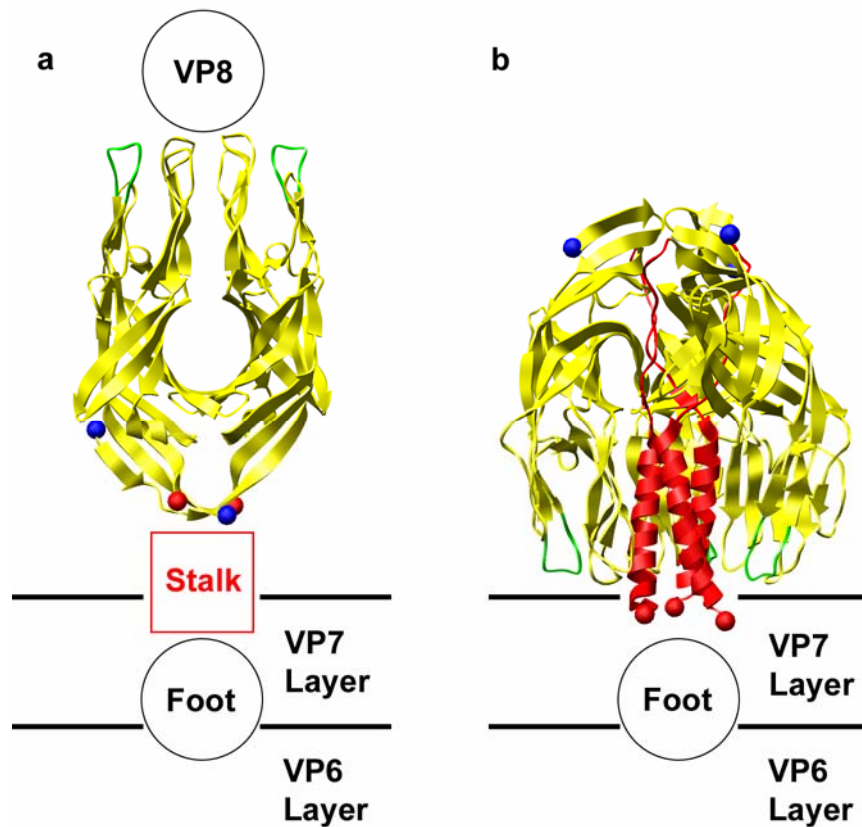 a
VP8
Stalk
VP7
Layer
Foot
VP6
Layer
b
VP7
Layer
Foot
VP6
Layer